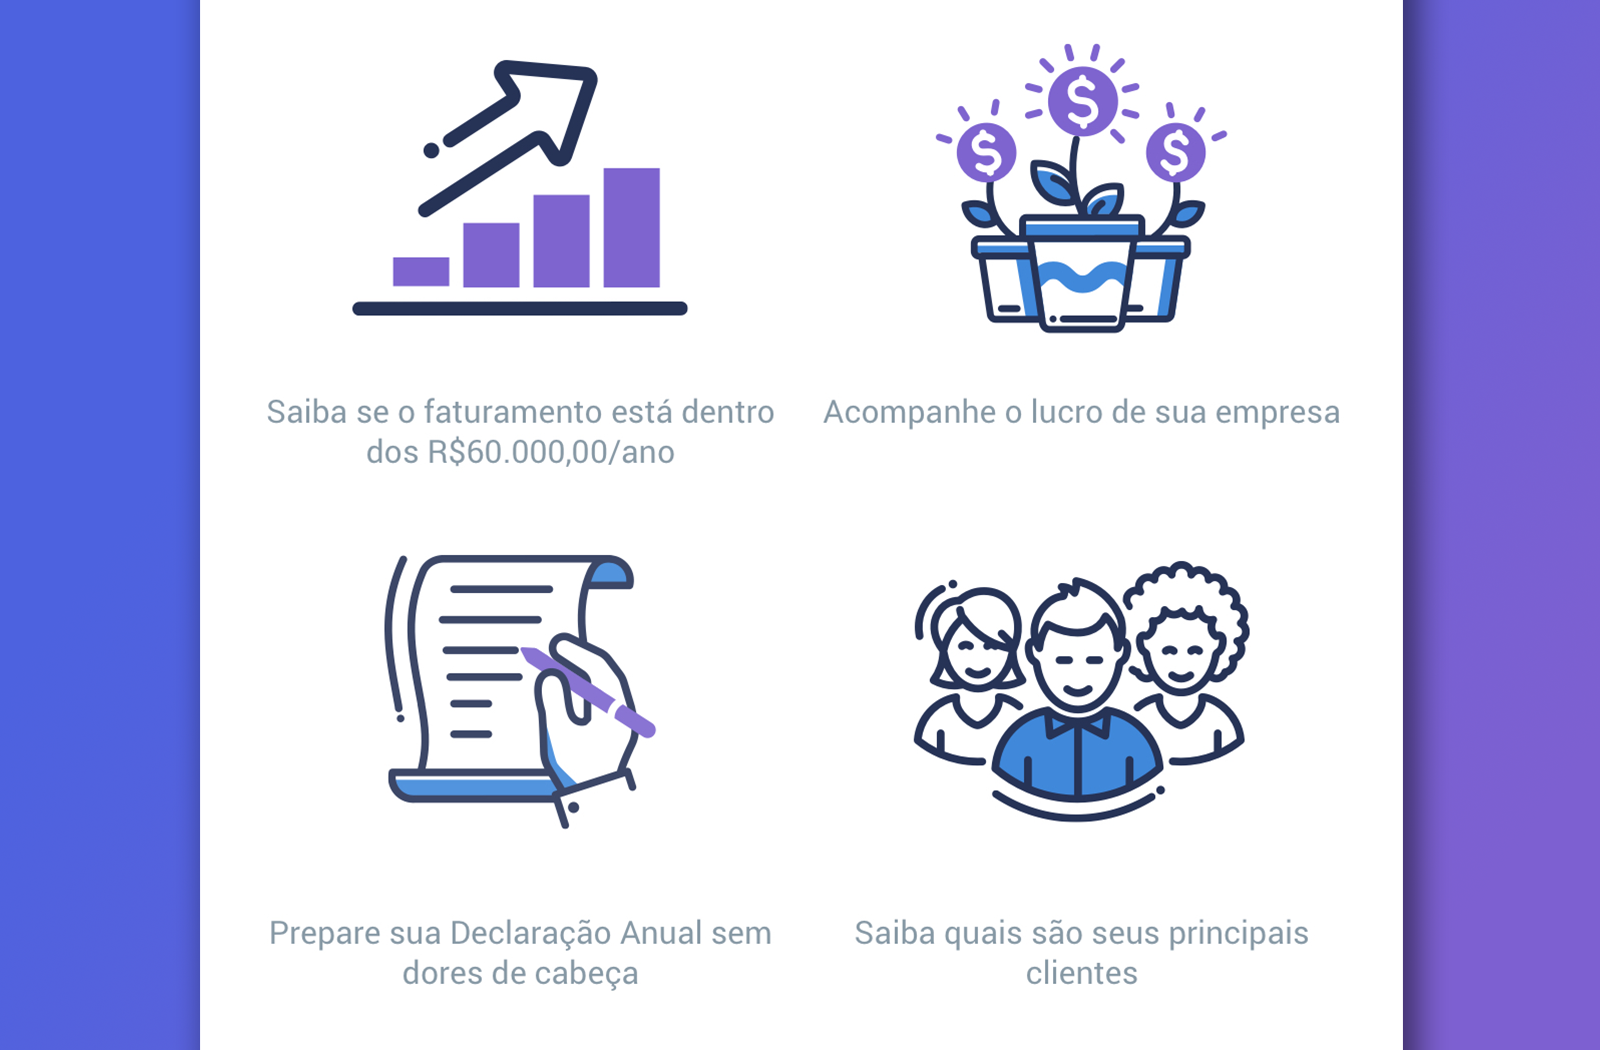 Saiba se o faturamento está dentro
dos R$60.000,00/ano
Acompanhe o lucro de sua empresa
Prepare sua Declaração Anual sem
dores de cabeça
Saiba quais são seus principais
clientes